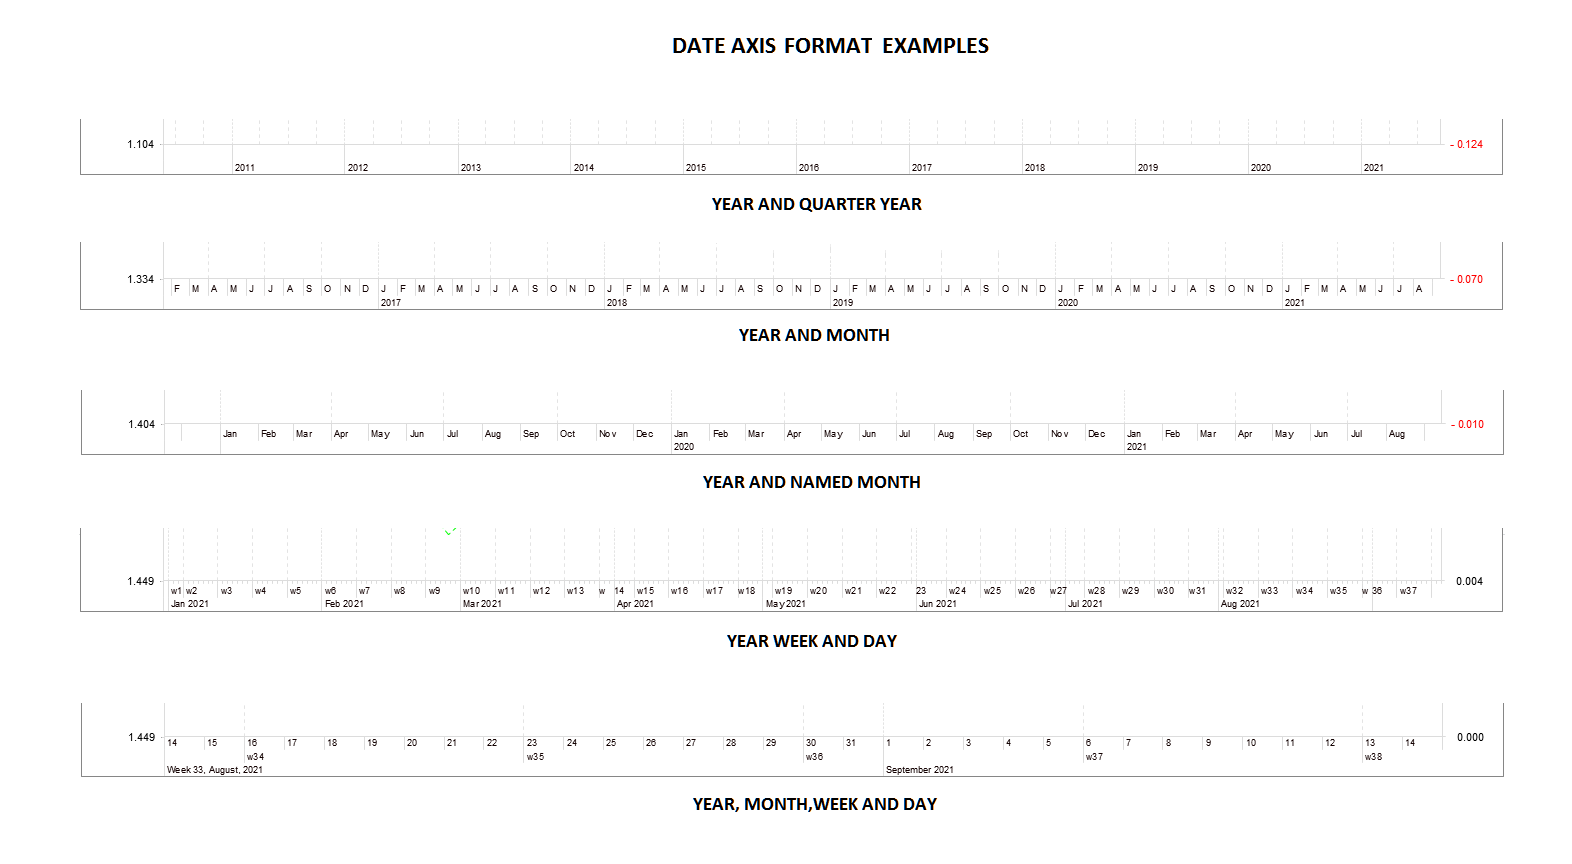 DATE AXIS FORMAT EXAMPLES
1.104 - 0.124
2011 2012 2013 2014 2015 2016 2017 2018 2019 2020 2021
YEAR AND QUARTER YEAR
1.334 - 0.070
F M A M J J A S O N D J F M A M J J A S O N D J F M A M J J A S O N D J F M A M J J A S O N D J F M A M J J A S O N D J F M A M J J A
2017 2018 2019 2020 2021
YEAR AND MONTH
1.404 - 0.010
Jan Feb Mar Apr May Jun Jul Aug Sep Oct Nov Dec Jan Feb Mar Apr May Jun Jul Aug Sep Oct Nov Dec Jan Feb Mar Apr May Jun Jul Aug
2020 2021
YEAR AND NAMED MONTH
1.449 0.004
w1 w2 w3 w4 w5 w6 w7 w8 w9 w10 w11 w12 w13 w 14 w15 w16 w17 w18 w19 w20 w21 w22 23 w24 w25 w26 w27 w28 w29 w30 w31 w32 w33 w34 w35 w 36 w37
Jan 2021 Feb 2021 Mar 2021 Apr 2021 May 2021 Jun 2021 Jul 2021 Aug 2021
YEAR WEEK AND DAY
1.449 0.000
14 15 16 17 18 19 20 21 22 23 24 25 26 27 28 29 30 31 1 2 3 4 5 6 7 8 9 10 11 12 13 14
w34 w35 w36 w37 w38
Week 33, August, 2021 September 2021
YEAR, MONTH,WEEK AND DAY